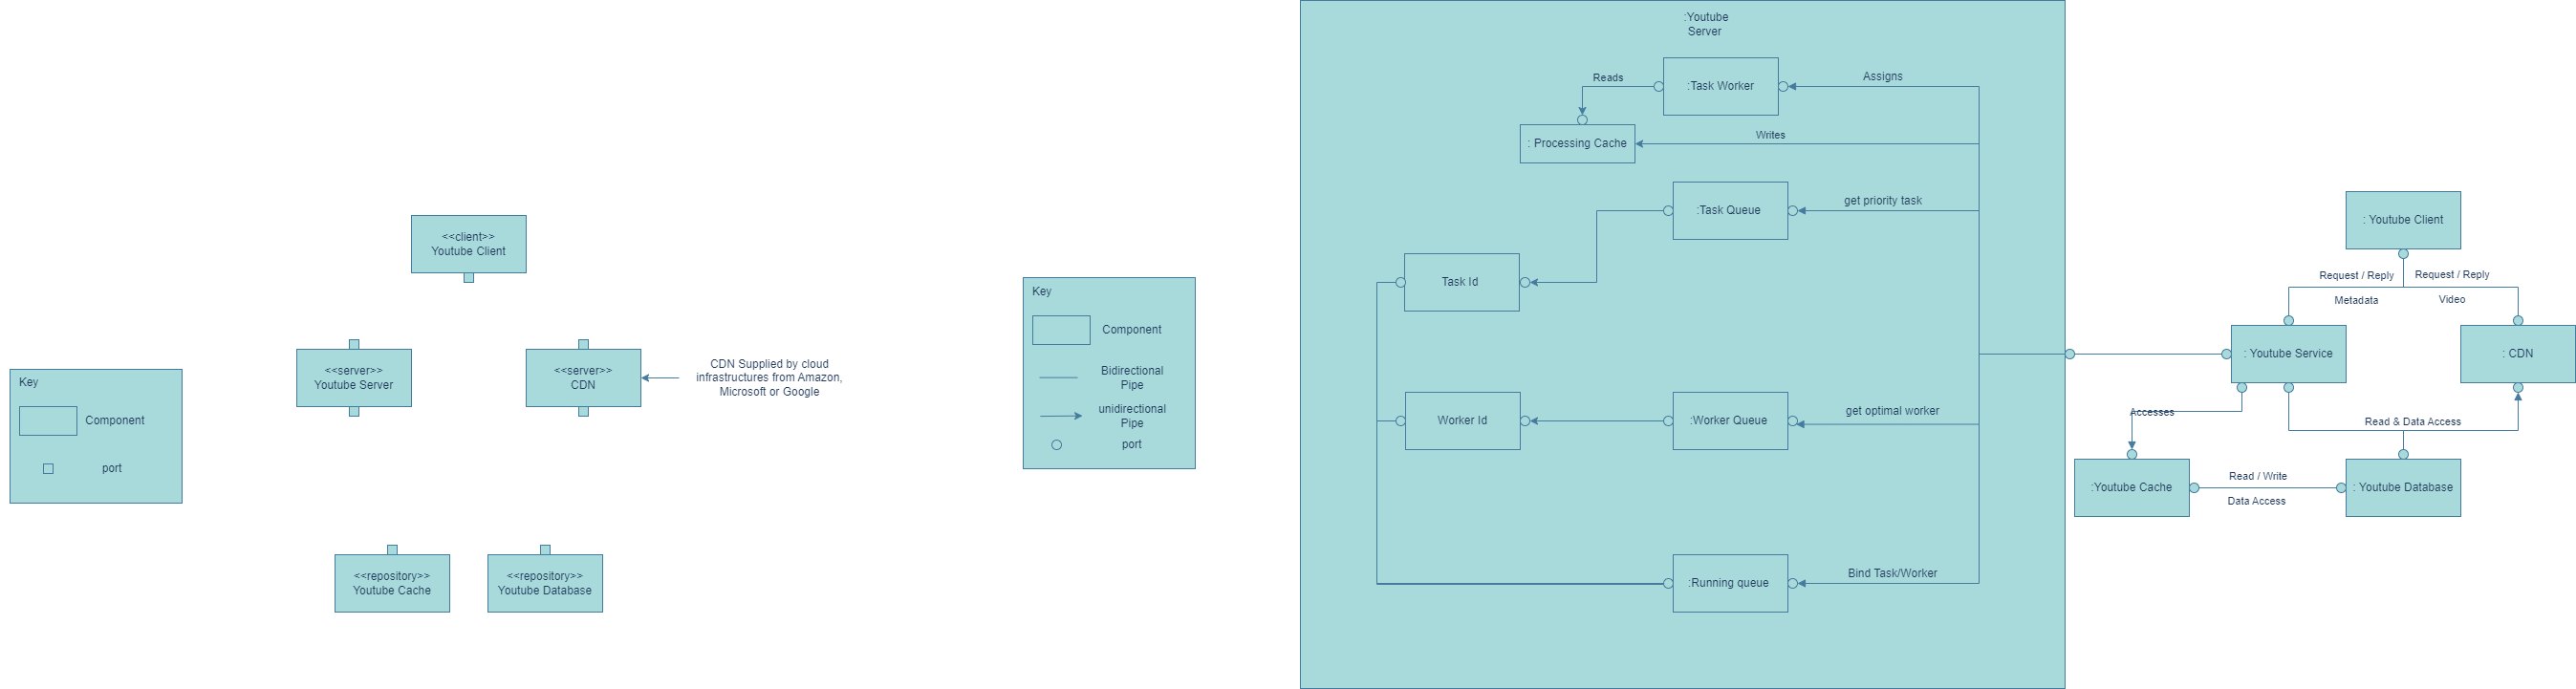 <<client>>
Youtube Client
<<server>>
Youtube Server
<<server>>
CDN
CDN Supplied by cloud
infrastructures from Amazon,
Microsoft or Google
Key
Component
port
<<repository>>
Youtube Cache
<<repository>>
Youtube Database
Key
Component
Bidirectional
Pipe
unidirectional
Pipe
port
:Youtube
Server
Reads
:Task Worker
Assigns
: Processing Cache
Writes
:Task Queue
get priority task
Task Id
Worker Id
:Worker Queue
get optimal worker
:Running queue
Bind Task/Worker
: Youtube Client
Request / Reply
Request / Reply
Metadata
Video
: Youtube Service
: CDN
Accesses
Read & Data Access
:Youtube Cache
Read / Write
Data Access
: Youtube Database